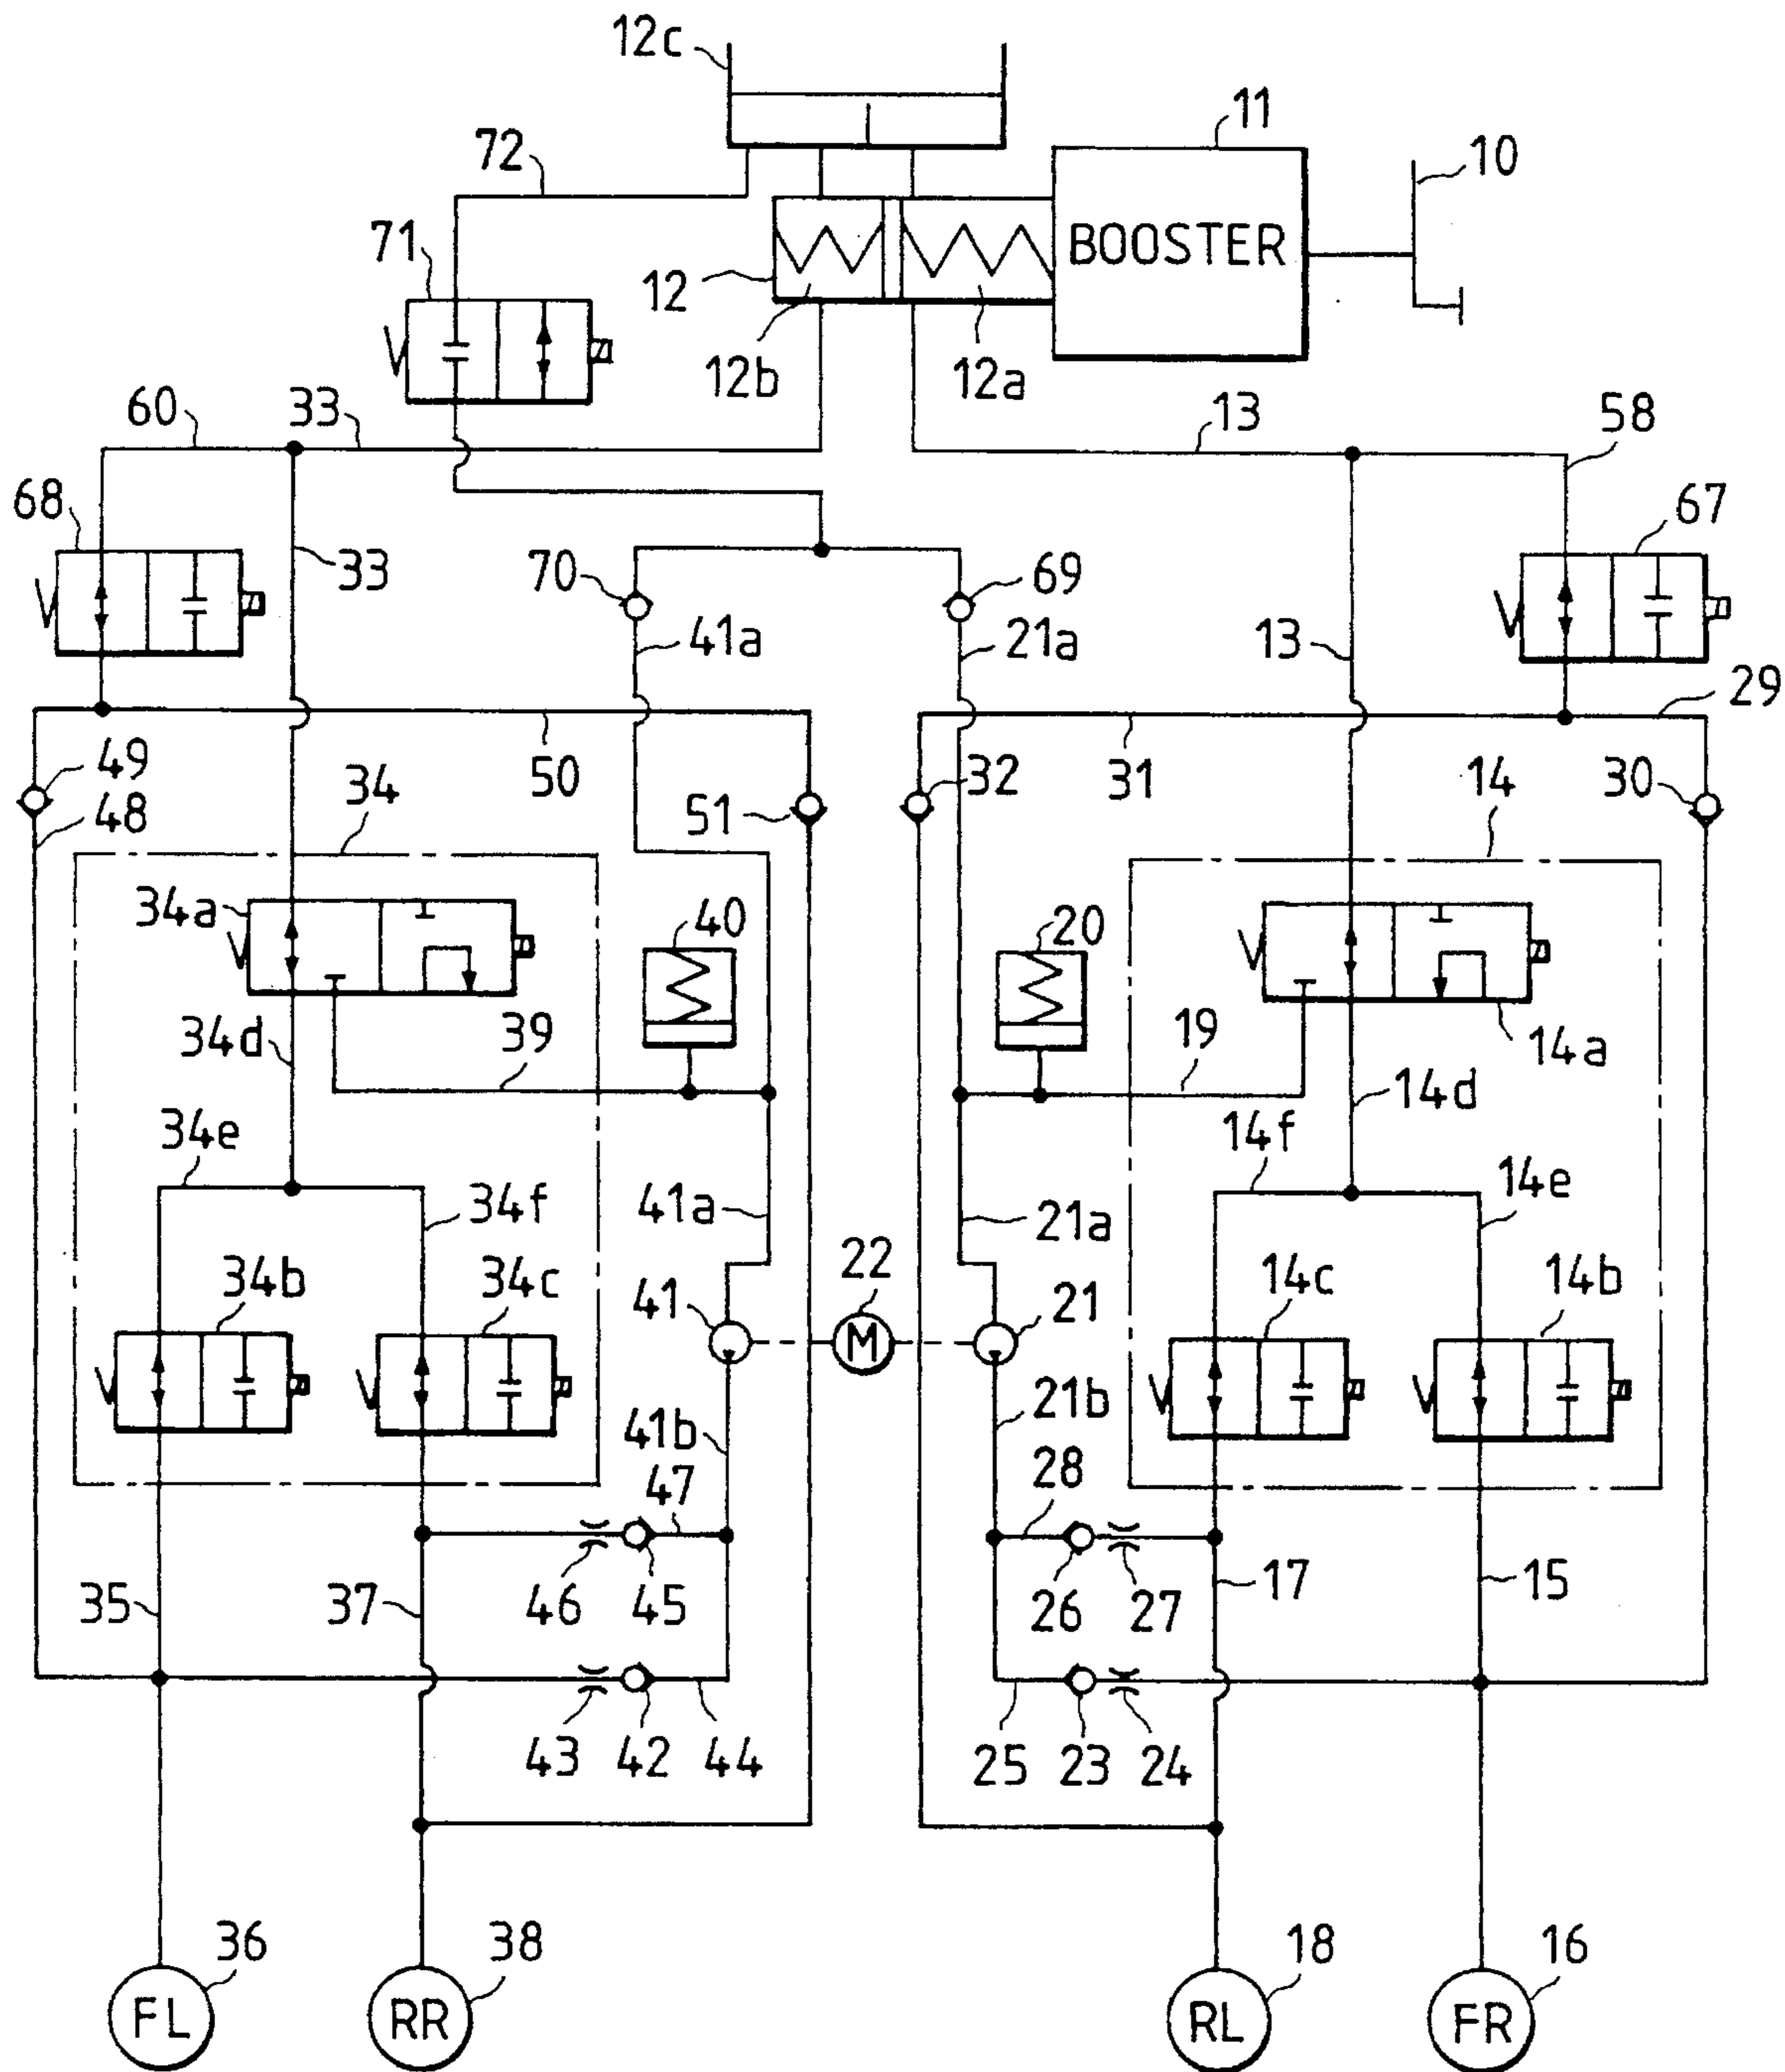 12c
11
10
72
BOOSTER
71
12
12b
12a
60
33
13
58
68
67
33
70
69
41a
21a
13
29
49
50
34
32
31
14
30
48
51
34a
40
20
34d
39
19
14a
14d
34e
14f
34f
41a
21a
14e
22
34b
34c
41
21
14c
14b
M
41b
21b
28
47
35
37
46
45
26
27
17
15
43
42
44
25
23
24
36
38
18
16
FL
RR
RL
FR